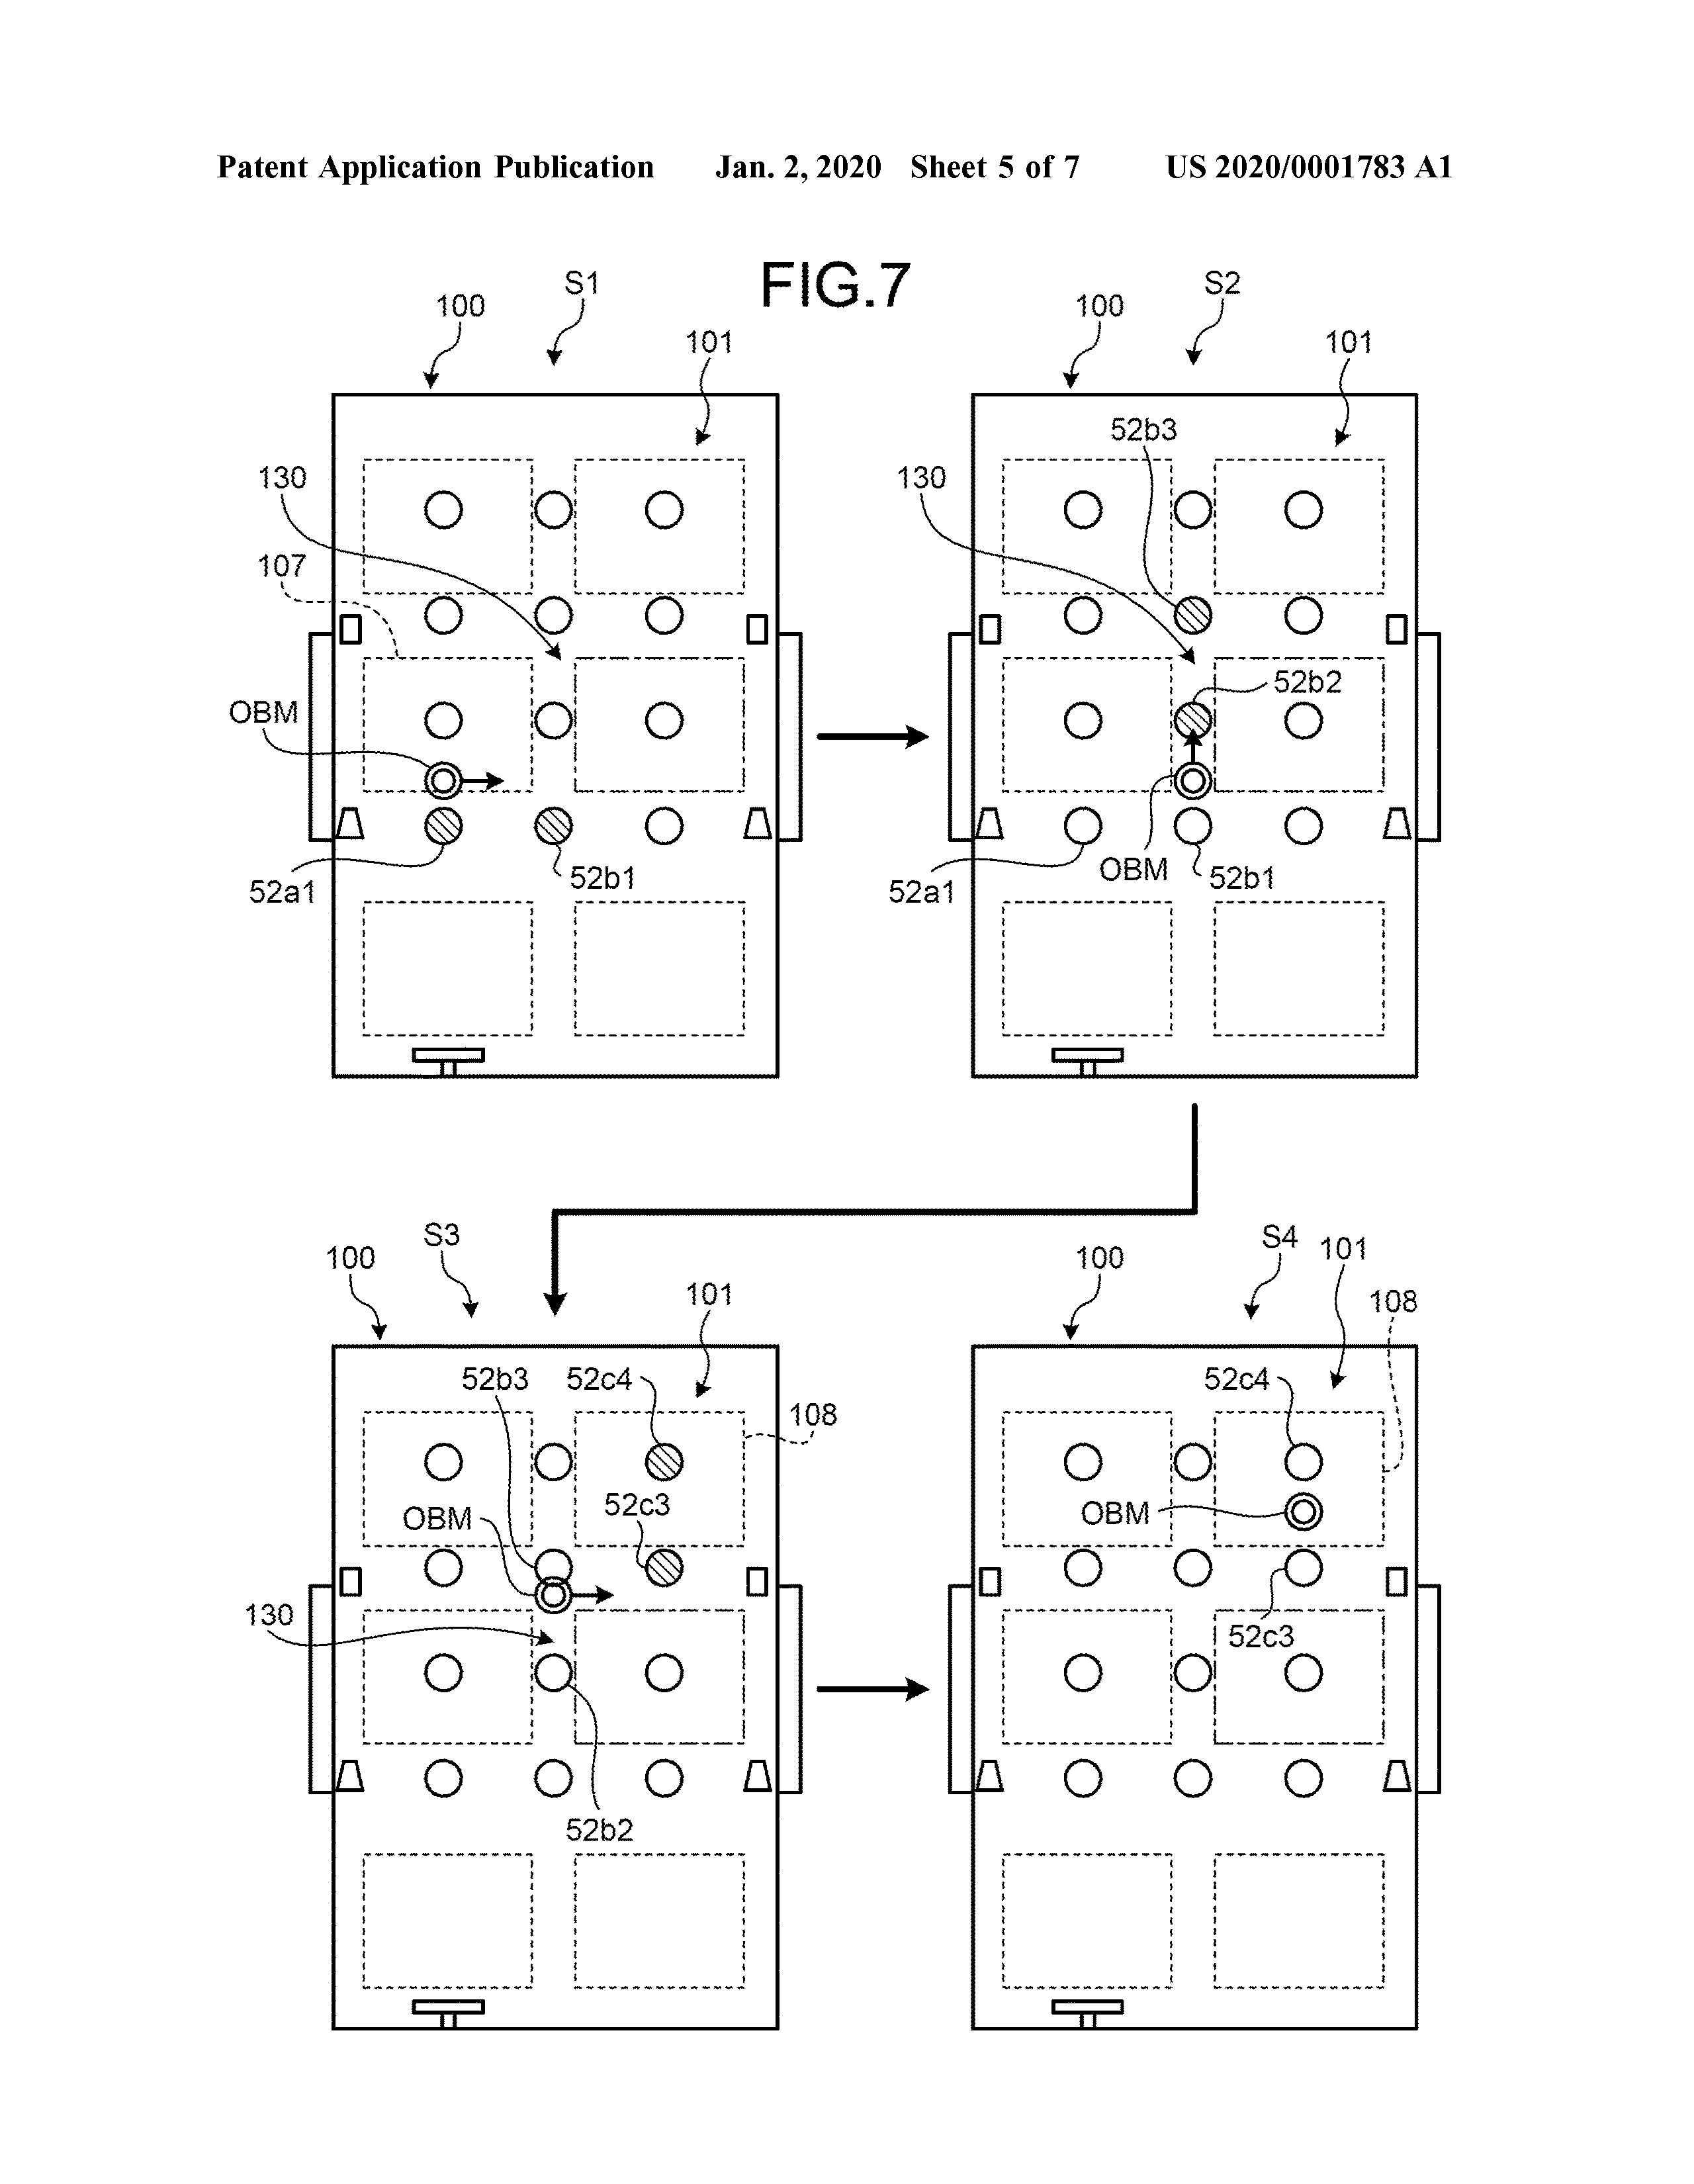 Patent Application Publication Jan. 2, 2020 Sheet 5 of 7 US 2020/0001783 A1
FIG.7
S1
100
101
130
107
OBM
52a1
52b1
S2
100
101
52b3
130
52b2
OBM
52a1
52b1
S3
100
101
52b3
52c4
108
52c3
OBM
130
52b2
S4
100
101
108
52c4
OBM
52c3